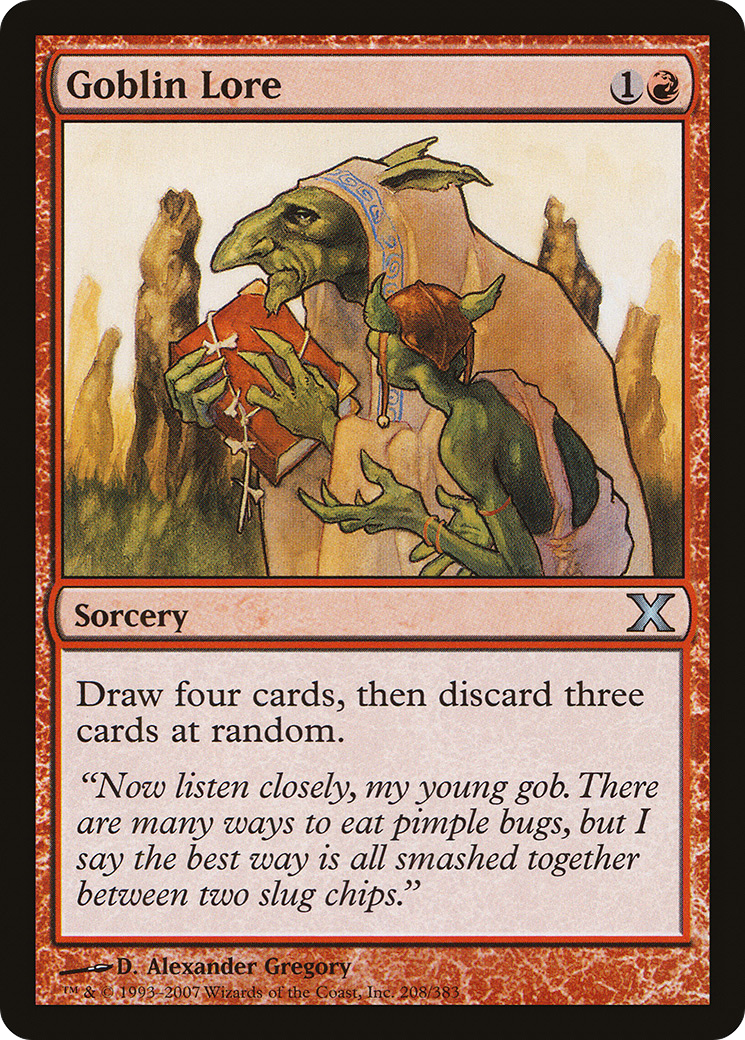 Goblin Lore 1
Sorcery X
Draw four cards, then discard three
cards at random.
“Now listen closely, my young gob. There
are many ways to eat pimple bugs, but I
say the best way is all smashed together
between two slug chips.”
D. Alexander Gregory
™ & © 1993–2007 Wizards of the Coast, Inc. 208/383